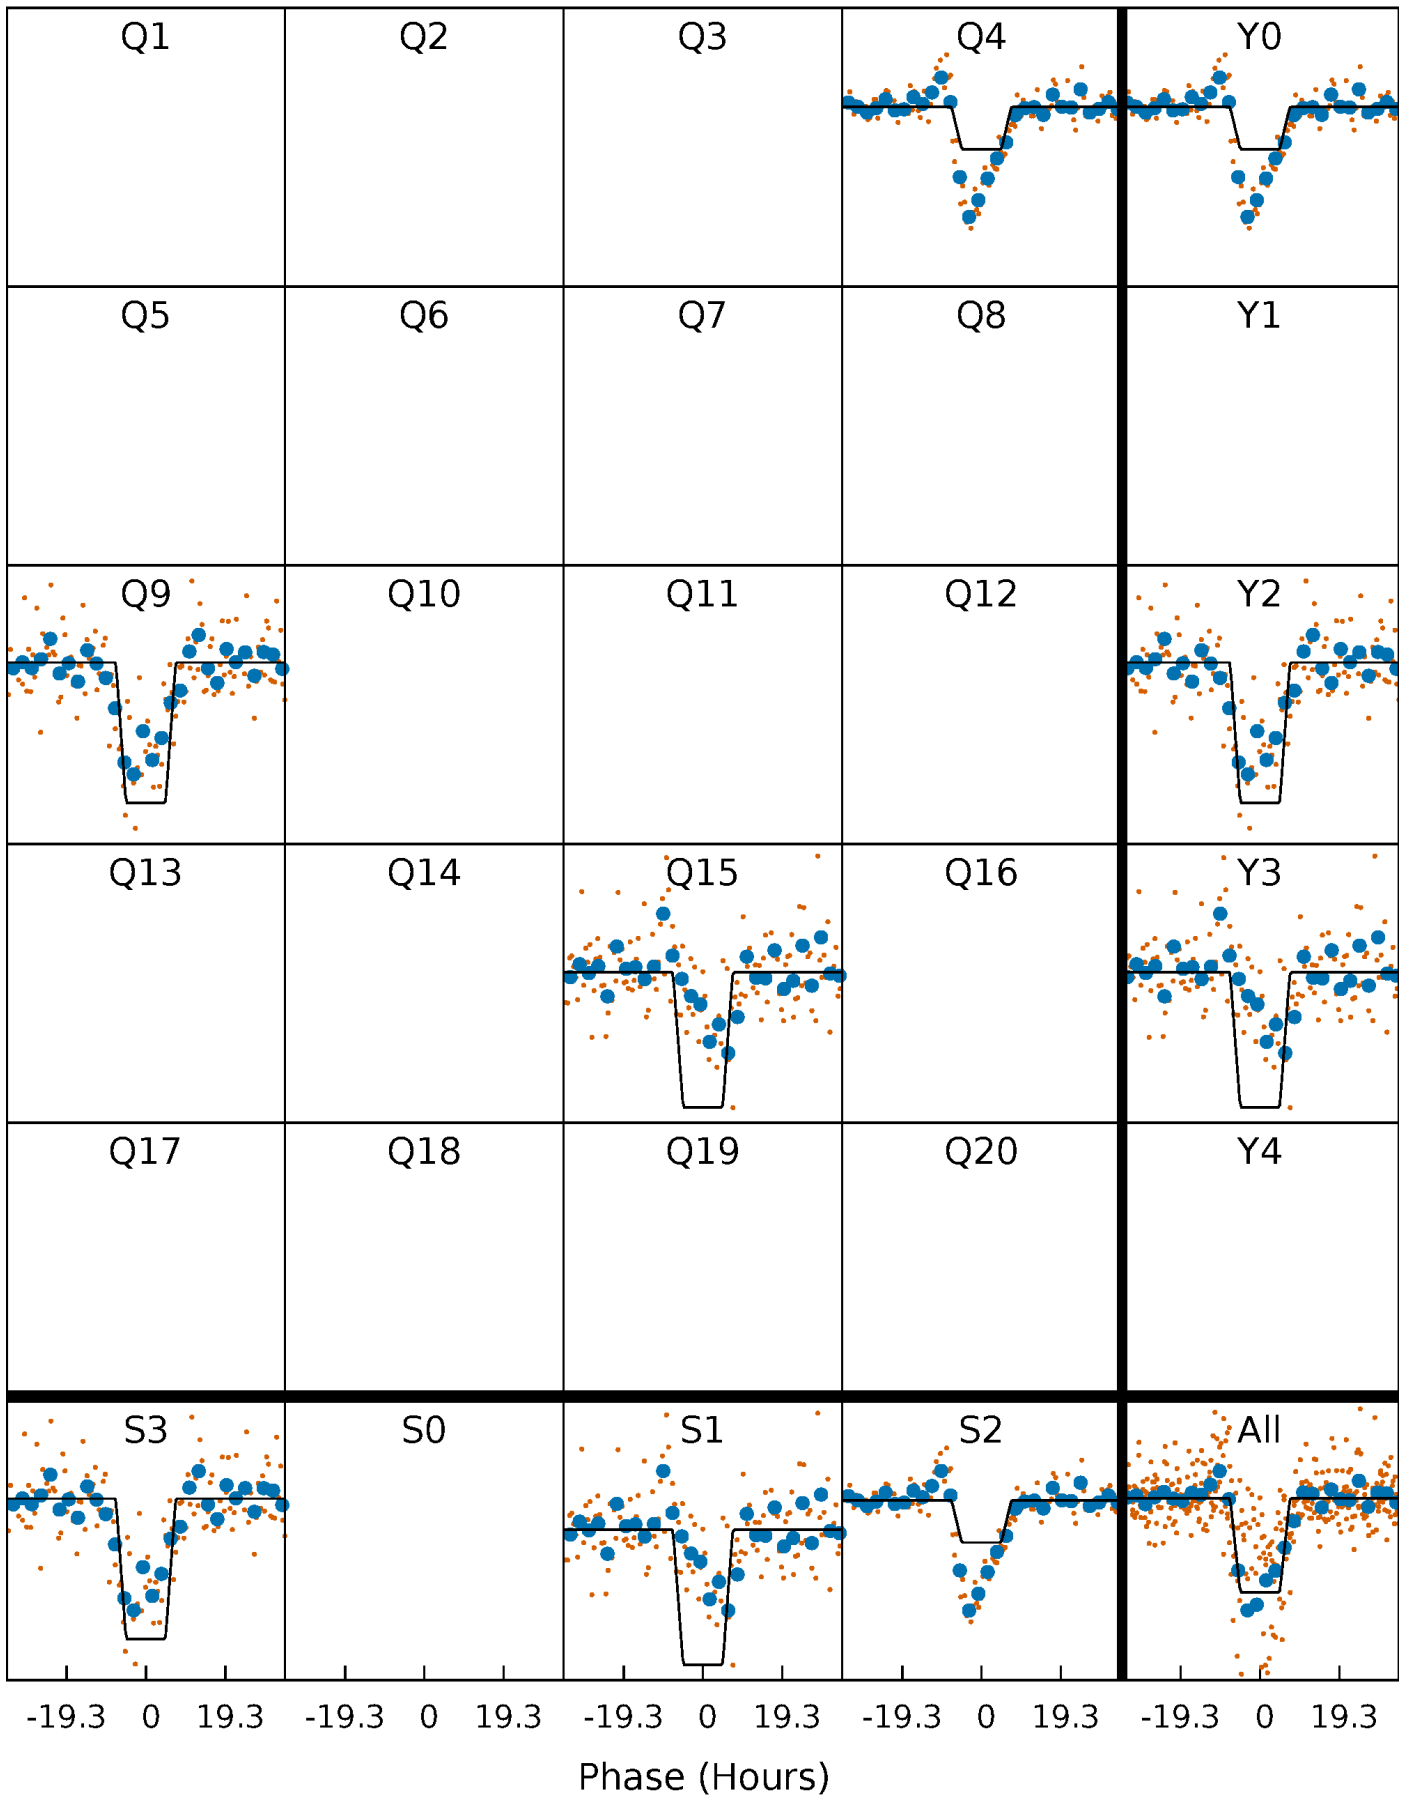 Q1 Q2 Q3 Q4 Y0
Q5 Q6 Q7 Q8 Y1
Q9 Q10 Q11 Q12 Y2
Q13 Q14 Q15 Q16 Y3
Q17 Q18 Q19 Q20 Y4
S3 S0 S1 S2 All
-19.3 0 19.3 -19.3 0 19.3 -19.3 0 19.3 -19.3 0 19.3 -19.3 0 19.3
Phase (Hours)